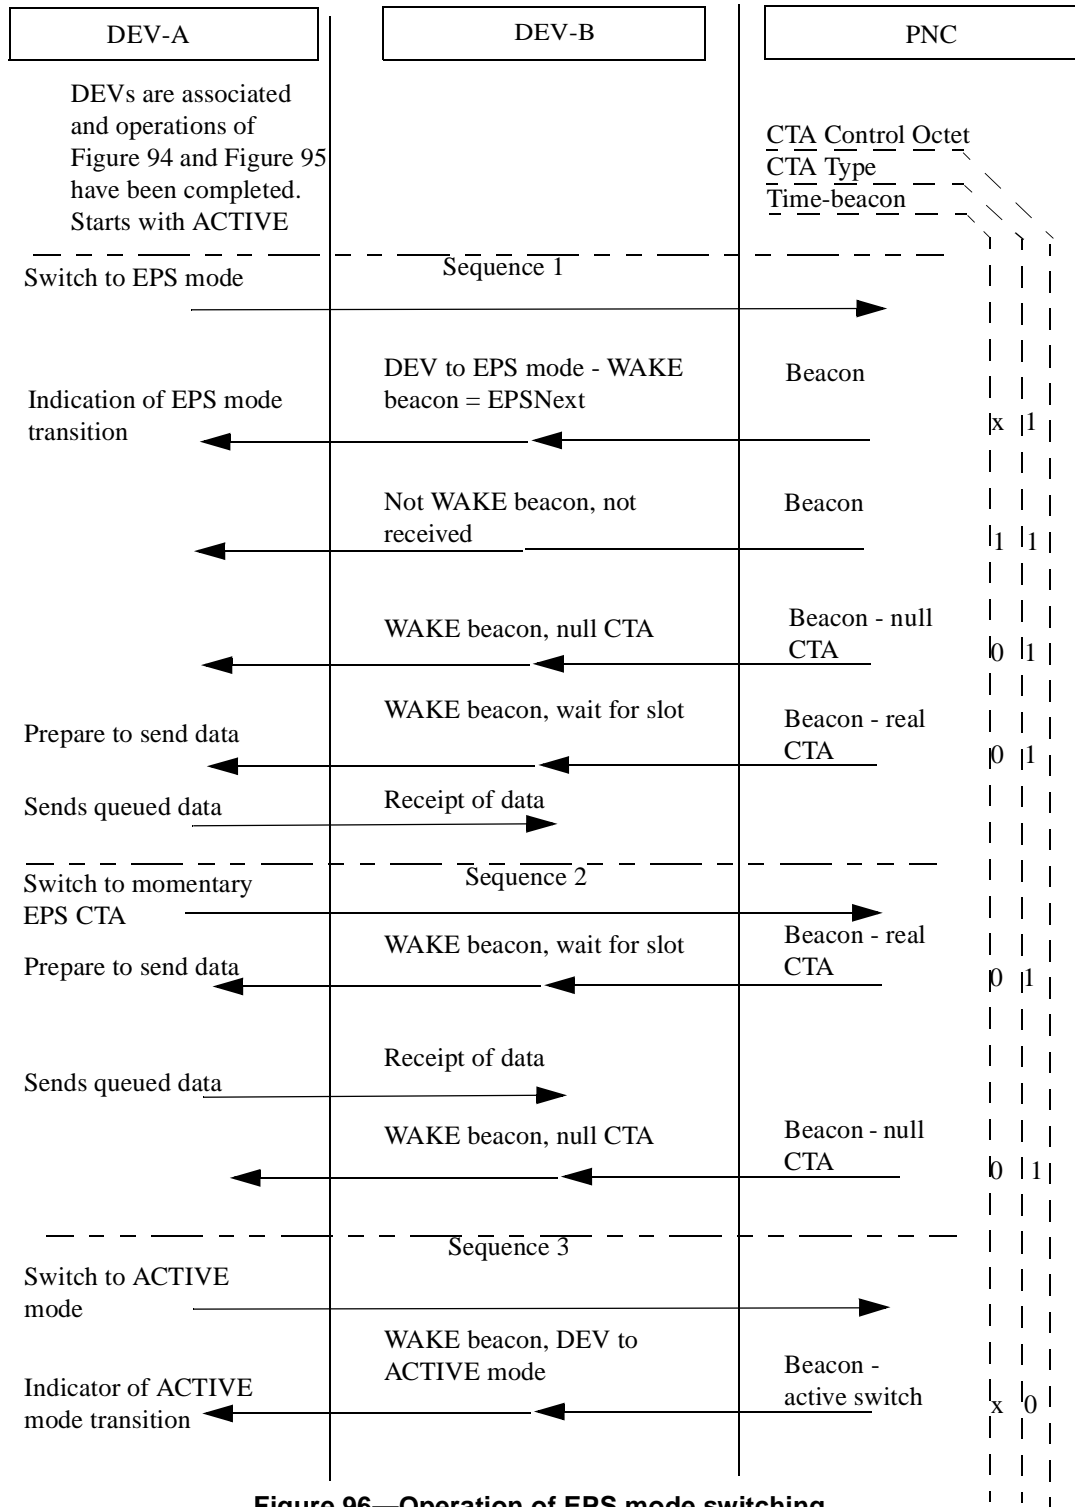 DEV-A
DEV-B
PNC
DEVs are associated
and operations of
Figure 94 and Figure 95
have been completed.
Starts with ACTIVE
CTA Control Octet
CTA Type
Time-beacon
Sequence 1
Switch to EPS mode
DEV to EPS mode - WAKE
beacon = EPSNext
Beacon
Indication of EPS mode
transition
x 1
Not WAKE beacon, not
received
Beacon
1 1
WAKE beacon, null CTA
Beacon - null
CTA
0 1
WAKE beacon, wait for slot
Beacon - real
CTA
Prepare to send data
0 1
Sends queued data
Receipt of data
Sequence 2
Switch to momentary
EPS CTA
WAKE beacon, wait for slot
Beacon - real
CTA
Prepare to send data
0 1
Receipt of data
Sends queued data
WAKE beacon, null CTA
Beacon - null
CTA
0 1
Sequence 3
Switch to ACTIVE
mode
WAKE beacon, DEV to
ACTIVE mode
Beacon -
active switch
Indicator of ACTIVE
mode transition
x 0
Figure 96—Operation of EPS mode switching